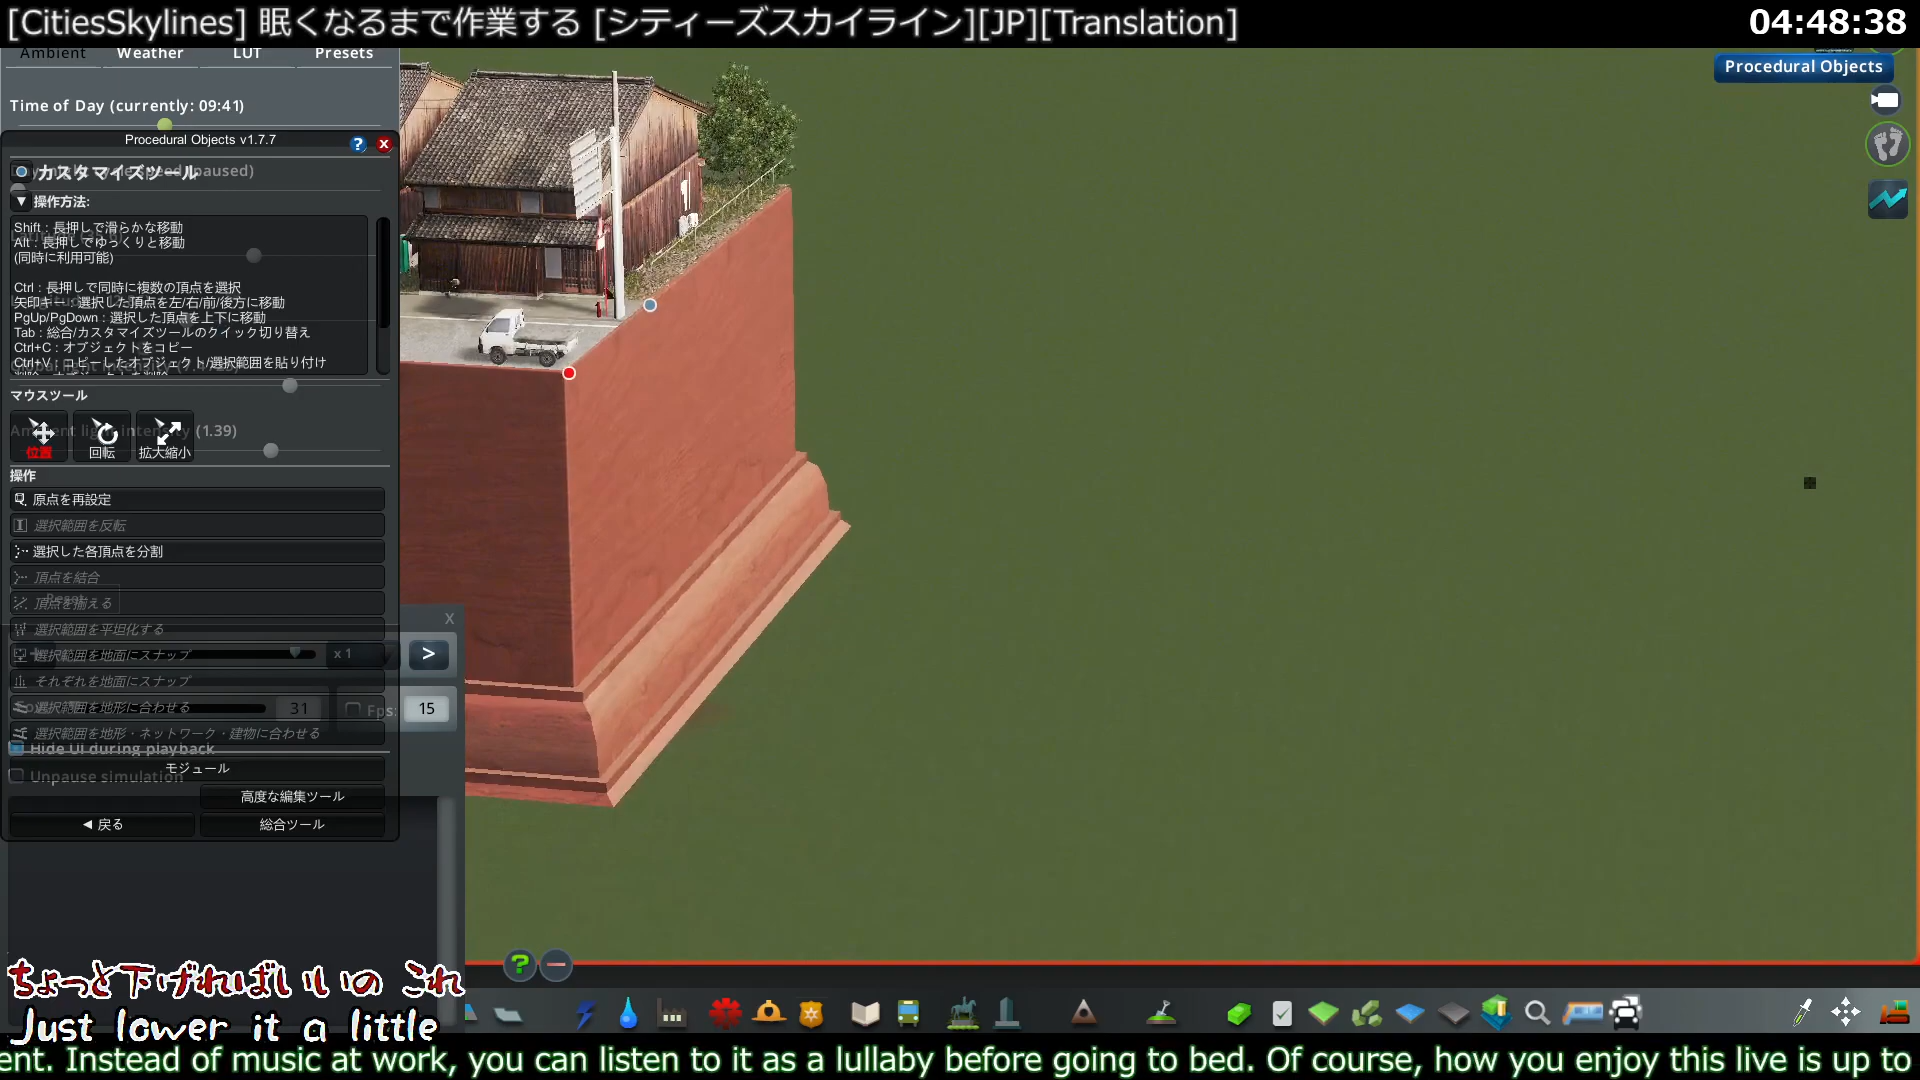 [CitiesSkylines] 眠くなるまで作業する [シティーズスカイライン][JP][Translation]
04:48:38
Ambient Weather LUT Presets
Procedural Objects
Time of Day (currently: 09:41)
Procedural Objects v1.7.7
カスタマイズツール
操作方法:
Shift : 長押しで滑らかな移動
Alt : 長押しでゆっくりと移動
(同時に利用可能)
Ctrl : 長押しで同時に複数の頂点を選択
矢印キー : 選択した頂点を左/右/前/後方に移動
PgUp/PgDown : 選択した頂点を上下に移動
Tab : 総合/カスタマイズツールのクイック切り替え
Ctrl+C : オブジェクトをコピー
Ctrl+V : コピーしたオブジェクト/選択範囲を貼り付け
マウスツール
Ambient light intensity (1.39)
位置 回転 拡大縮小
操作
原点を再設定
選択範囲を反転
選択した各頂点を分割
頂点を結合
Reset
頂点を揃える
選択範囲を平坦化する
選択範囲を地面にスナップ
x 1
>
それぞれを地面にスナップ
選択範囲を地形に合わせる
31
Fps:
15
選択範囲を地形・ネットワーク・建物に合わせる
Hide UI during playback
モジュール
Unpause simulation
高度な編集ツール
◀ 戻る
総合ツール
ちょっと下げればいいの これ
Just lower it a little
ent. Instead of music at work, you can listen to it as a lullaby before going to bed. Of course, how you enjoy this live is up to